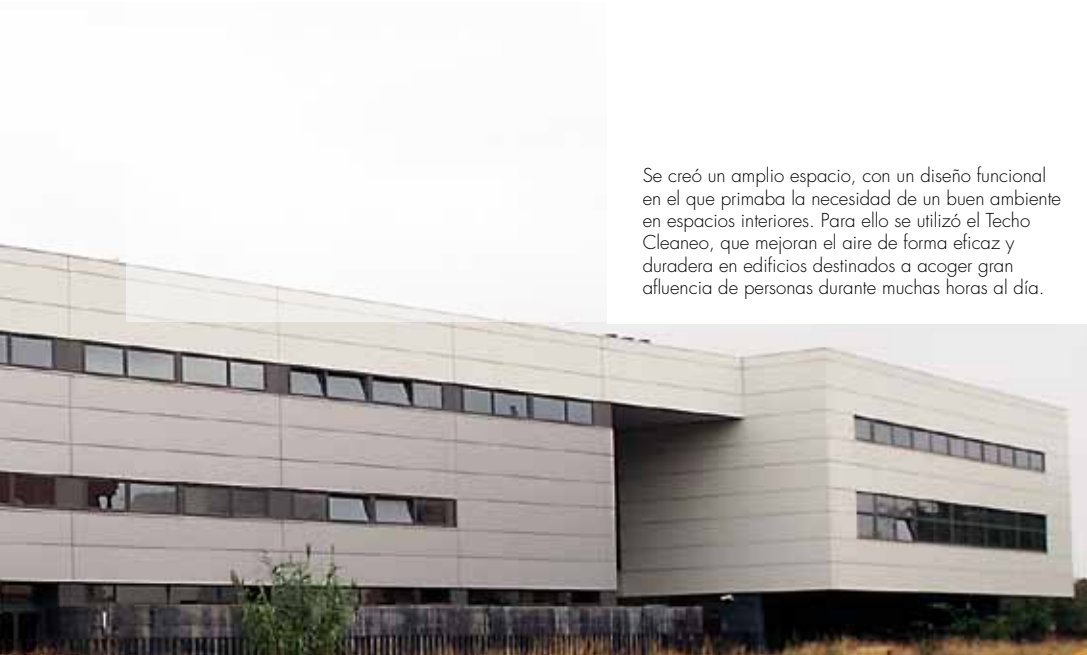 Se creó un amplio espacio, con un diseño funcional
en el que primaba la necesidad de un buen ambiente
en espacios interiores. Para ello se utilizó el Techo
Cleaneo, que mejoran el aire de forma eficaz y
duradera en edificios destinados a acoger gran
afluencia de personas durante muchas horas al día.